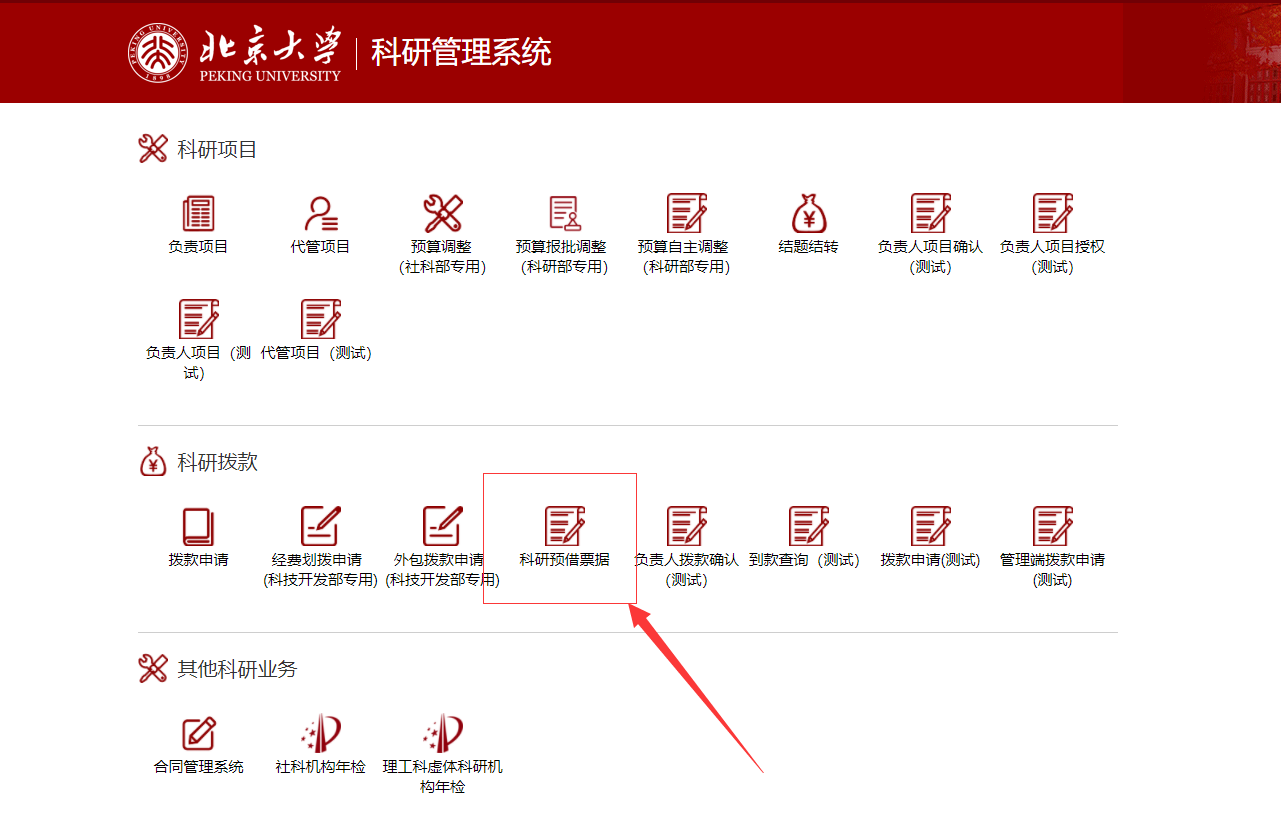 北京大学
PEKING UNIVERSITY
PEKING UNIVERSITY
1898
科研管理系统
科研项目
负责项目
代管项目
预算调整
(社科部专用)
预算报批调整
(科研部专用)
预算自主调整
(科研部专用)
结题结转
负责人项目确认
(测试)
负责人项目授权
(测试)
负责人项目（测
试）
代管项目（测试）
科研拨款
拨款申请
经费划拨申请
(科技开发部专用)
外包拨款申请
(科技开发部专用)
科研预借票据
负责人拨款确认
(测试)
到款查询（测试）
拨款申请(测试)
管理端拨款申请
(测试)
其他科研业务
合同管理系统
社科机构年检
理工科虚体科研机
构年检